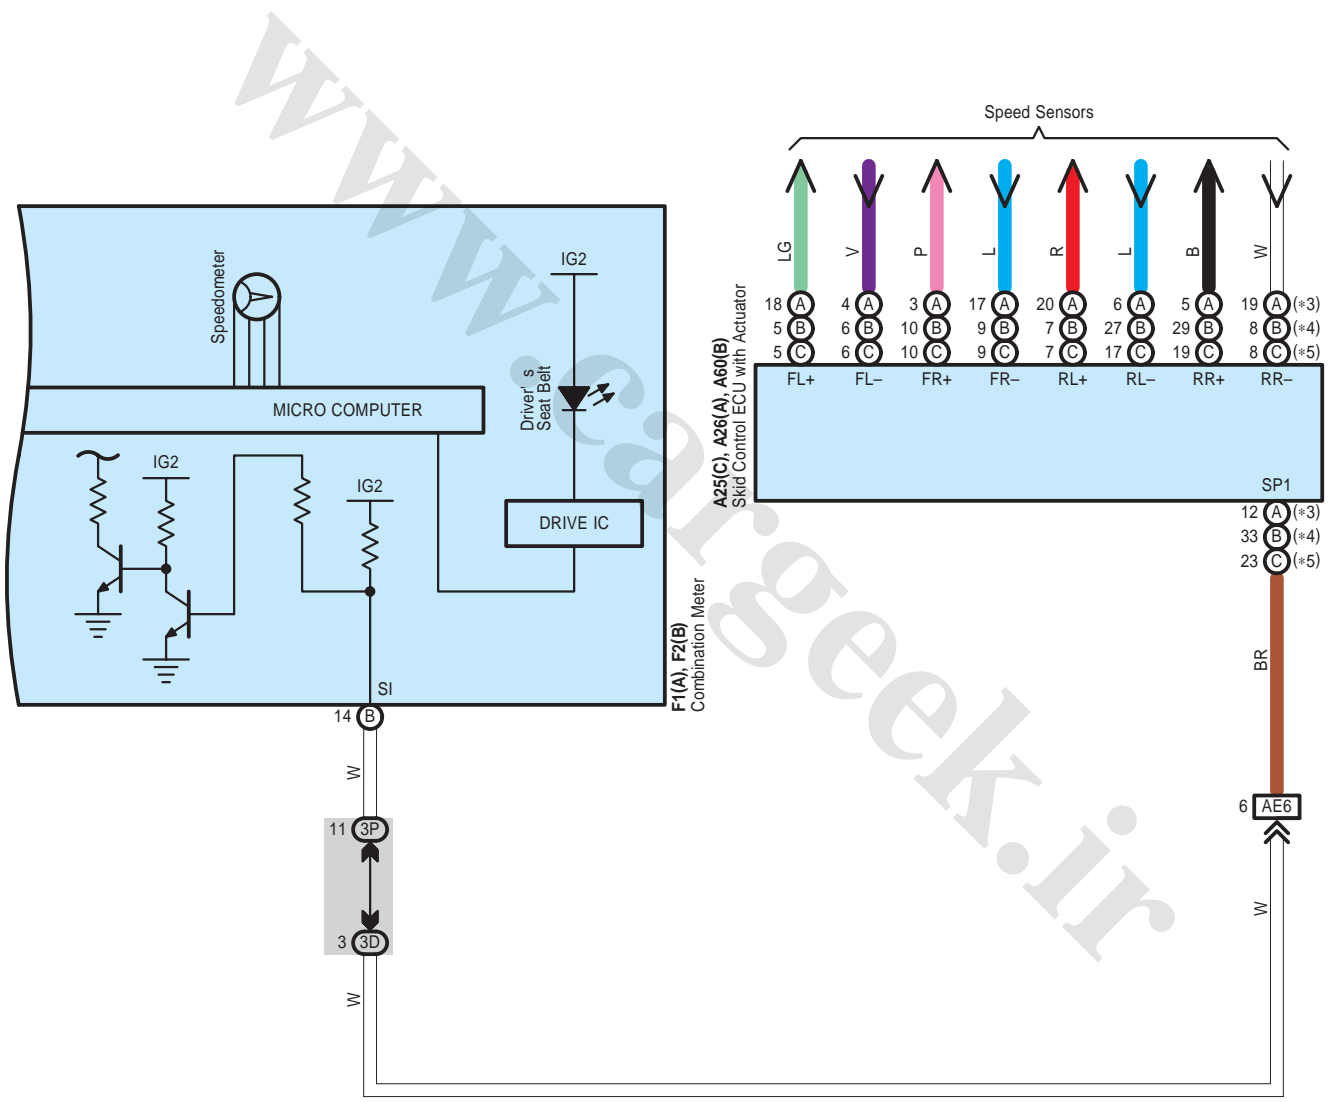 Speed Sensors
LG
V
P
L
R
L
B
W
18 A
4 A
3 A
17 A
20 A
6 A
5 A
19 A (*3)
5 B
6 B
10 B
9 B
7 B
27 B
29 B
8 B (*4)
5 C
6 C
10 C
9 C
7 C
17 C
19 C
8 C (*5)
FL+
FL–
FR+
FR–
RL+
RL–
RR+
RR–
A25(C), A26(A), A60(B)
Skid Control ECU with Actuator
SP1
12 A (*3)
33 B (*4)
23 C (*5)
BR
6 AE6
W
Speedometer
IG2
MICRO COMPUTER
Driver' s
Seat Belt
IG2
IG2
DRIVE IC
SI
F1(A), F2(B)
Combination Meter
14 B
W
11 3P
3 3D
W
www.cargeek.ir